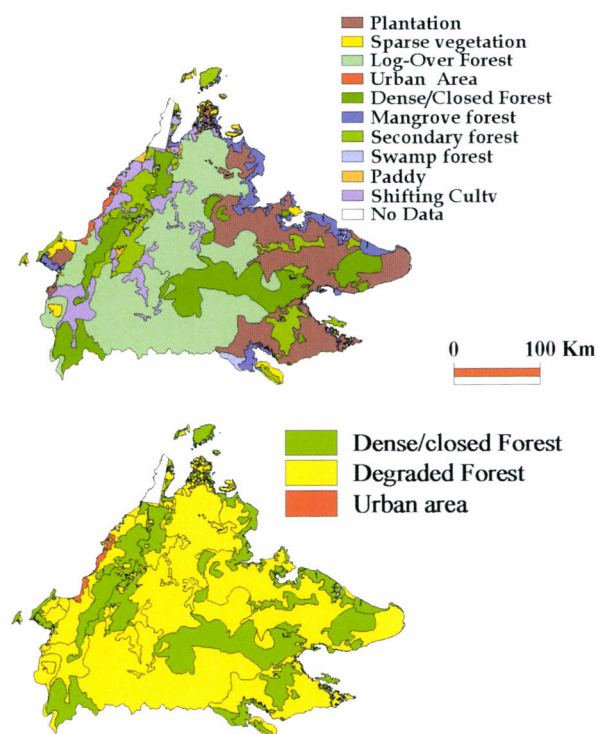 Plantation
Sparse vegetation
Log-Over Forest
Urban Area
Dense/Closed Forest
Mangrove forest
Secondary forest
Swamp forest
Paddy
Shifting Cultv
No Data
0 100 Km
Dense/closed Forest
Degraded Forest
Urban area